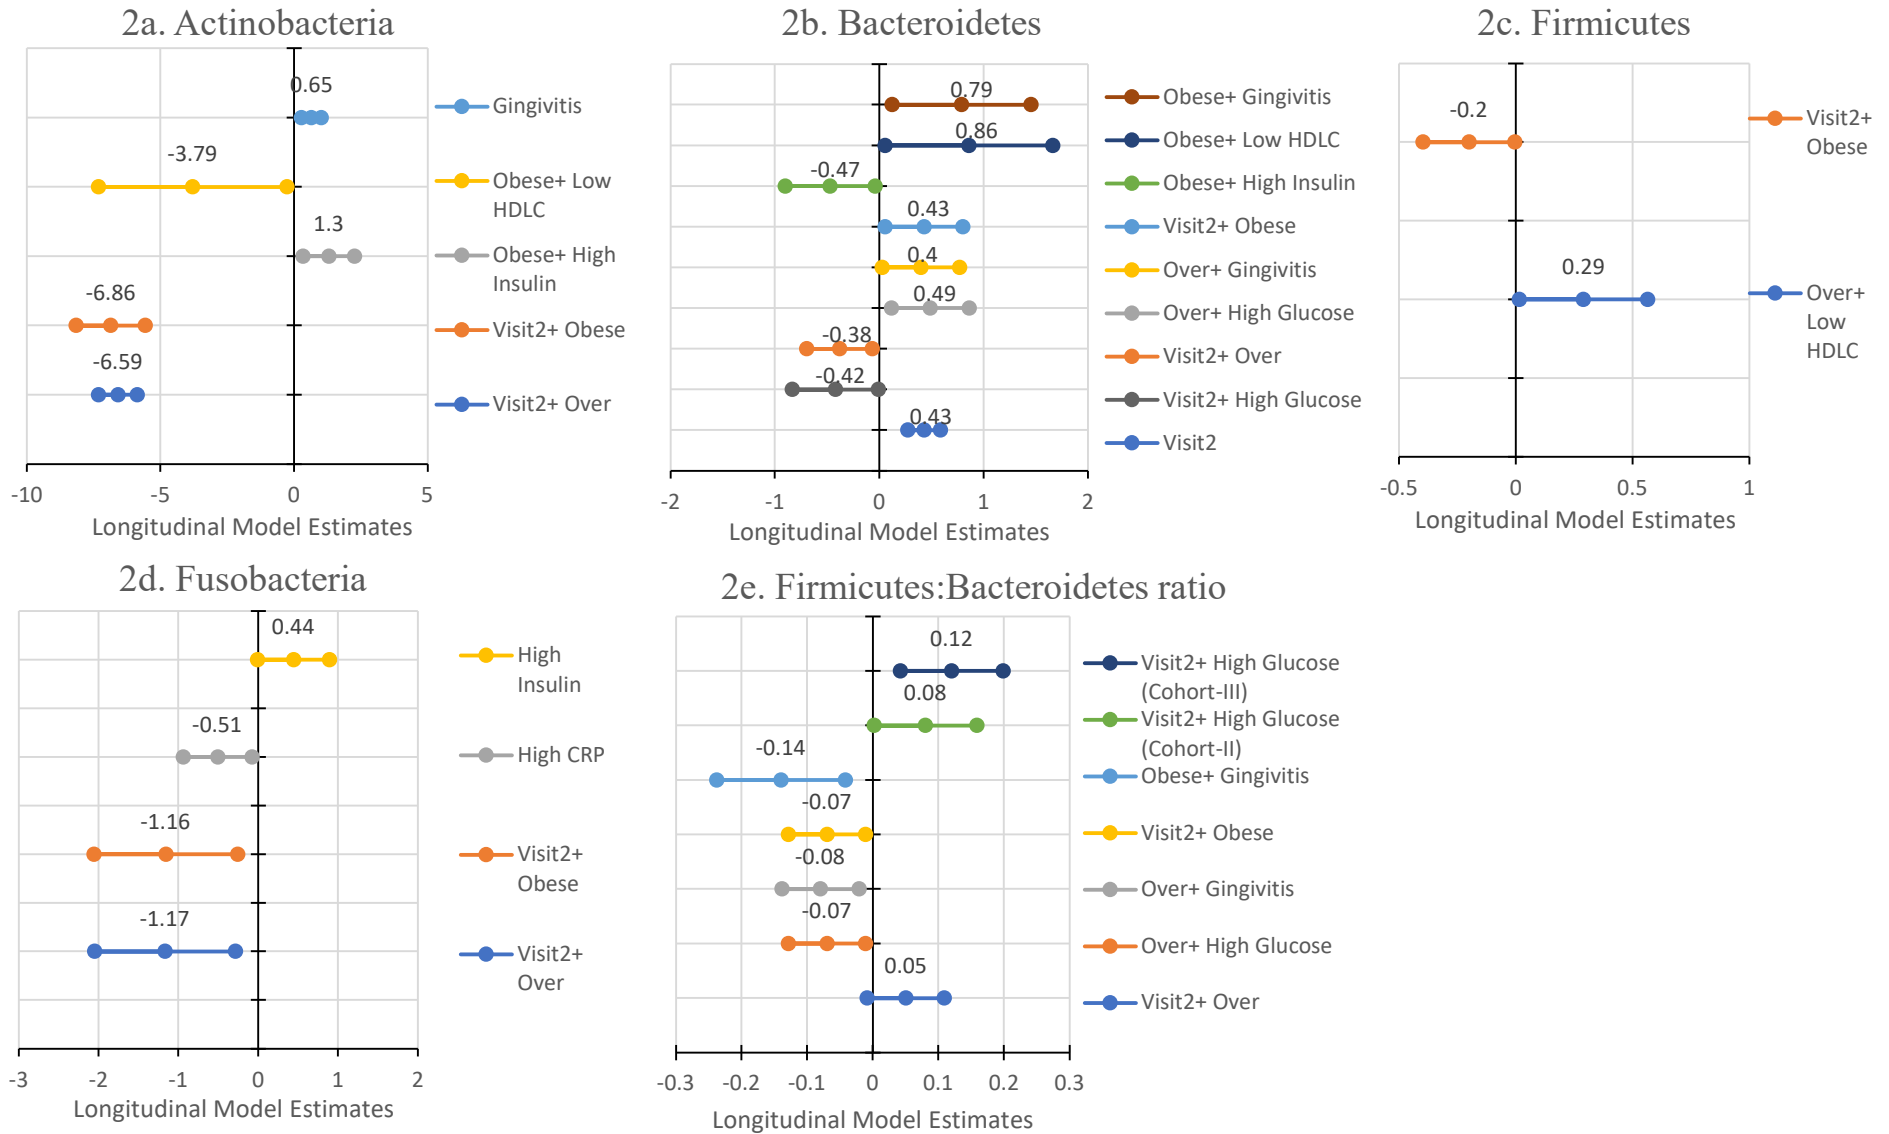 2a. Actinobacteria
0.65
-3.79
1.3
-6.86
-6.59
-10
-5
0
5
Longitudinal Model Estimates
Gingivitis
Obese+ Low
HDLC
Obese+ High
Insulin
Visit2+ Obese
Visit2+ Over
2b. Bacteroidetes
0.79
0.86
-0.47
0.43
0.4
0.49
-0.38
-0.42
0.43
-2
-1
0
1
2
Longitudinal Model Estimates
Obese+ Gingivitis
Obese+ Low HDLC
Obese+ High Insulin
Visit2+ Obese
Over+ Gingivitis
Over+ High Glucose
Visit2+ Over
Visit2+ High Glucose
Visit2
2c. Firmicutes
-0.2
0.29
-0.5
0
0.5
1
Longitudinal Model Estimates
Visit2+
Obese
Over+
Low
HDLC
2d. Fusobacteria
0.44
-0.51
-1.16
-1.17
-3
-2
-1
0
1
2
Longitudinal Model Estimates
High
Insulin
High CRP
Visit2+
Obese
Visit2+
Over
2e. Firmicutes:Bacteroidetes ratio
0.12
0.08
-0.14
-0.07
-0.08
-0.07
0.05
-0.3
-0.2
-0.1
0
0.1
0.2
0.3
Longitudinal Model Estimates
Visit2+ High Glucose
(Cohort-III)
Visit2+ High Glucose
(Cohort-II)
Obese+ Gingivitis
Visit2+ Obese
Over+ Gingivitis
Over+ High Glucose
Visit2+ Over